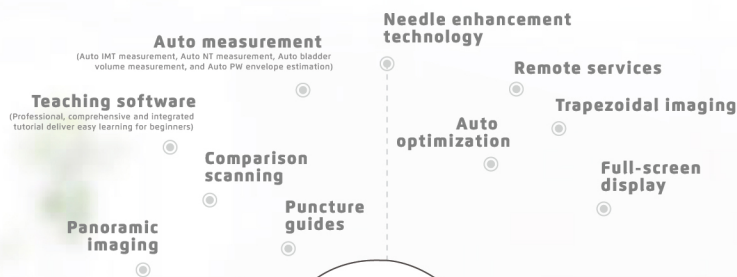 Needle enhancement
technology
Auto measurement
(Auto IMT measurement, Auto NT measurement, Auto bladder
volume measurement, and Auto PW envelope estimation)
Remote services
Teaching software
(Professional, comprehensive and integrated
tutorial deliver easy learning for beginners)
Trapezoidal imaging
Auto
optimization
Comparison
scanning
Full-screen
display
Puncture
guides
Panoramic
imaging